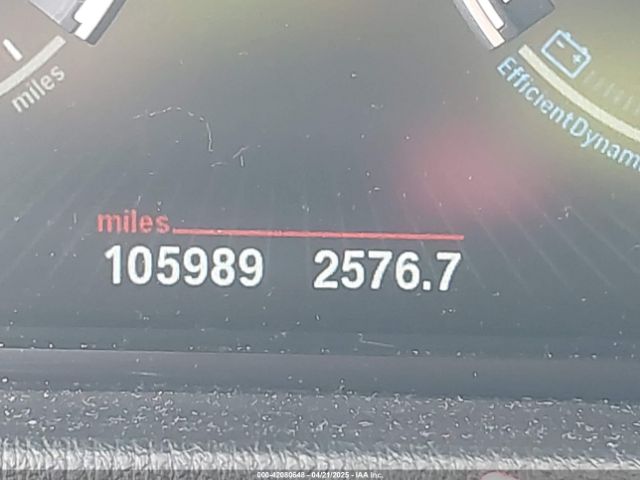 miles
EfficientDynam
miles
105989 2576.7
000-42080648 - 04/21/2025 - IAA Inc.